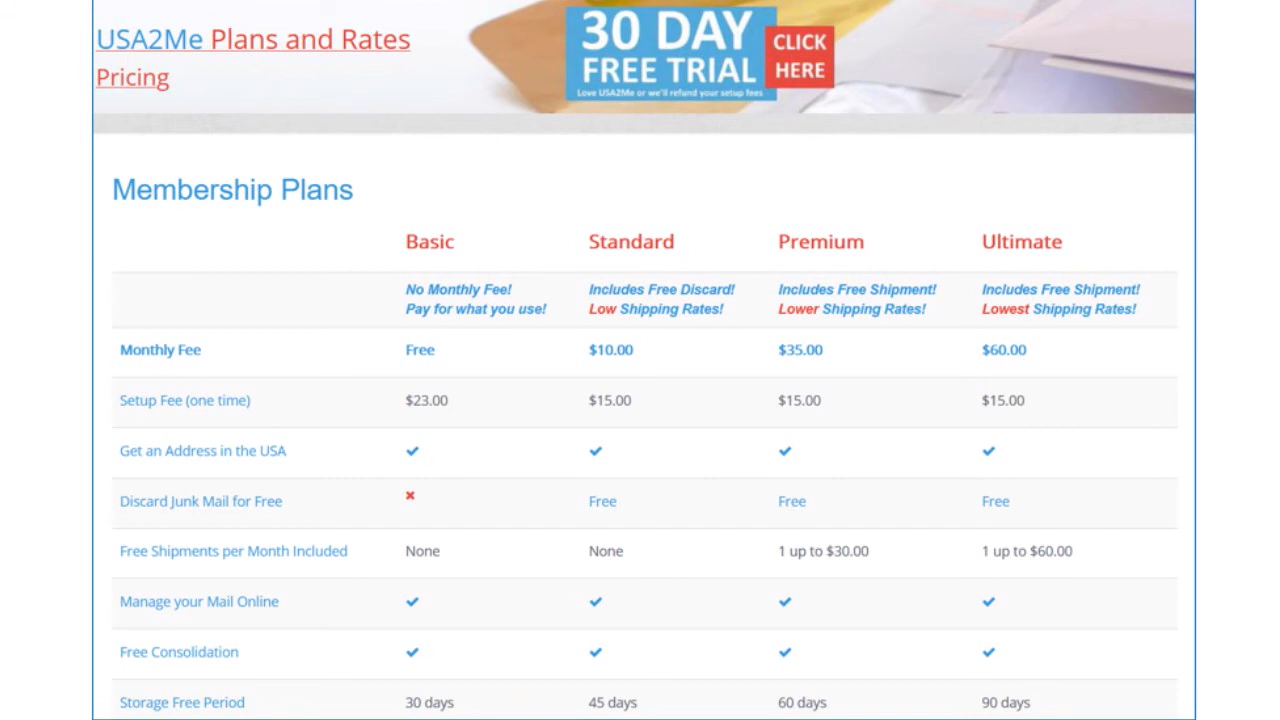 USA2Me Plans and Rates
Pricing
30 DAY
FREE TRIAL
Love USA2Me or we'll refund your setup fees
CLICK
HERE
Membership Plans
Basic Standard Premium Ultimate
No Monthly Fee! Includes Free Discard! Includes Free Shipment! Includes Free Shipment!
Pay for what you use! Low Shipping Rates! Lower Shipping Rates! Lowest Shipping Rates!
Monthly Fee Free $10.00 $35.00 $60.00
Setup Fee (one time) $23.00 $15.00 $15.00 $15.00
Get an Address in the USA ✔ ✔ ✔ ✔
Discard Junk Mail for Free ✖ Free Free Free
Free Shipments per Month Included None None 1 up to $30.00 1 up to $60.00
Manage your Mail Online ✔ ✔ ✔ ✔
Free Consolidation ✔ ✔ ✔ ✔
Storage Free Period 30 days 45 days 60 days 90 days